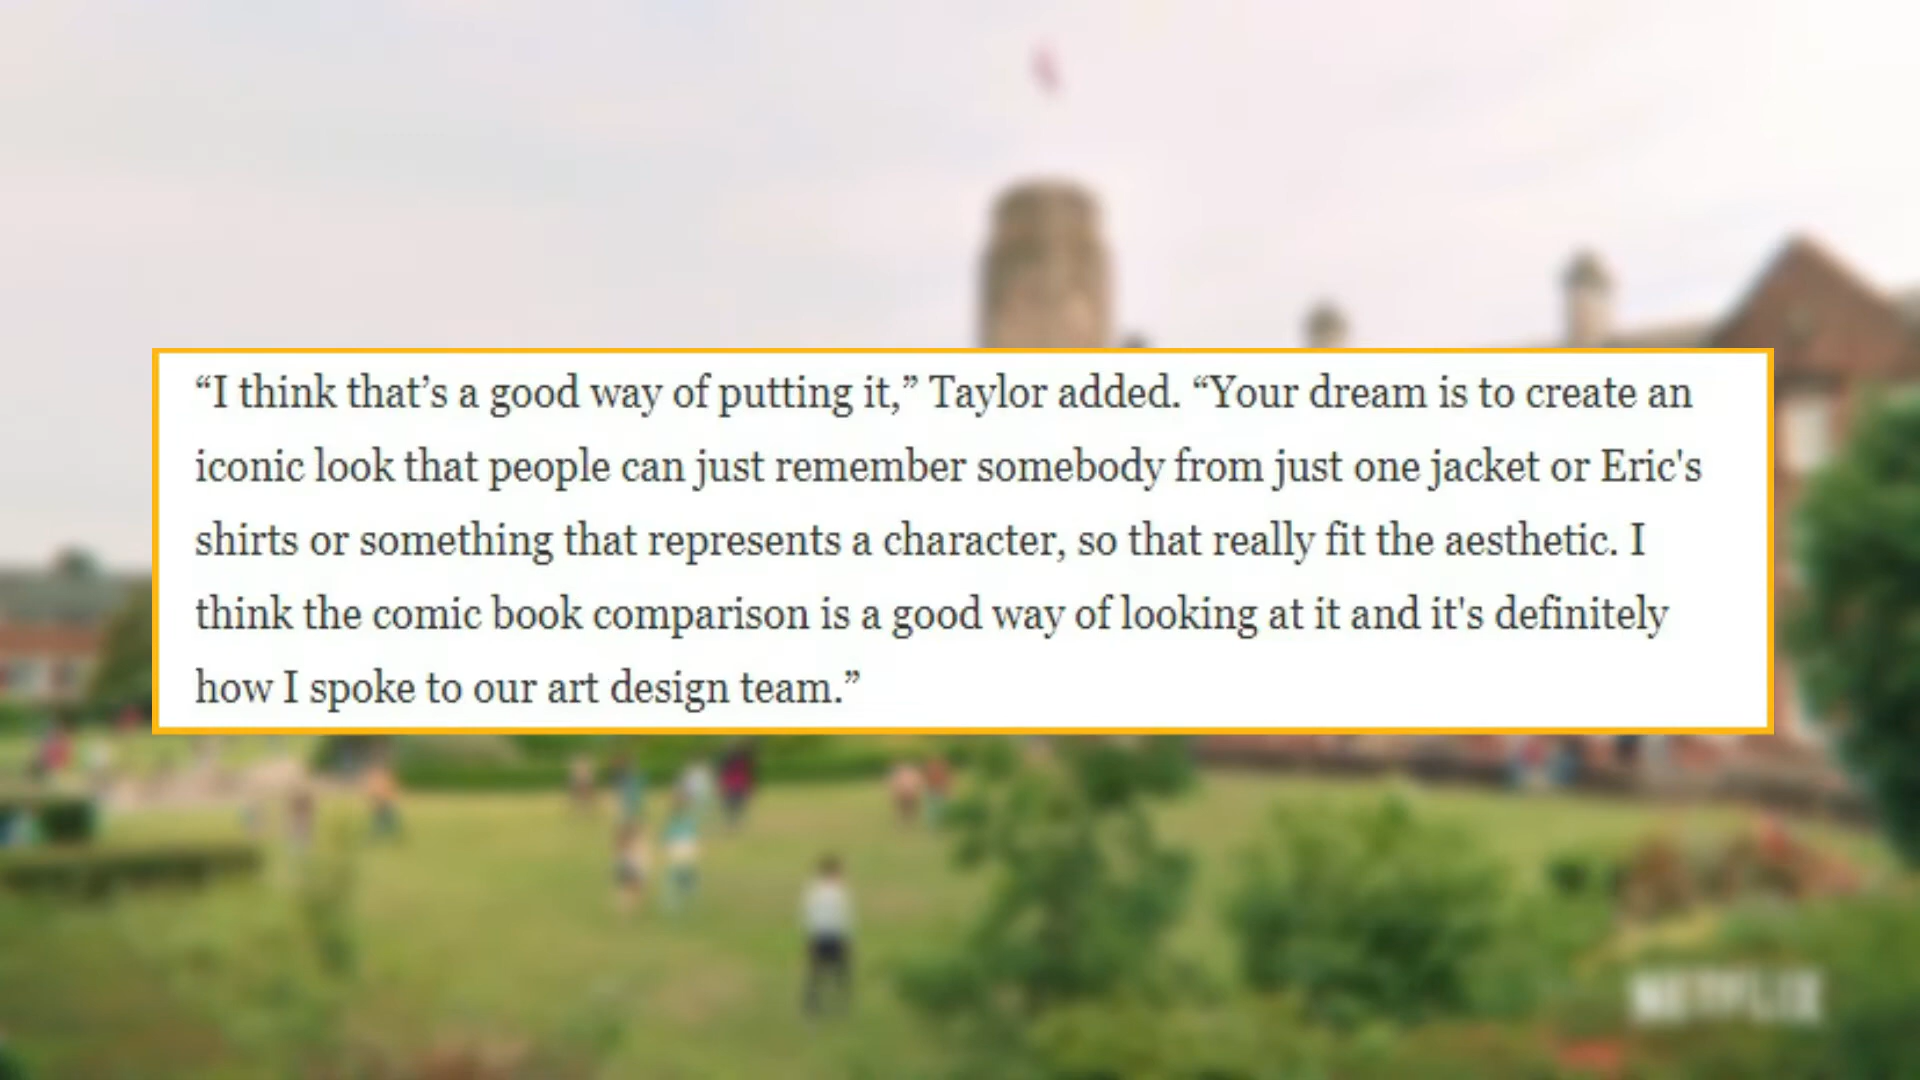 “I think that’s a good way of putting it,” Taylor added. “Your dream is to create an
iconic look that people can just remember somebody from just one jacket or Eric's
shirts or something that represents a character, so that really fit the aesthetic. I
think the comic book comparison is a good way of looking at it and it's definitely
how I spoke to our art design team.”
NETFLIX